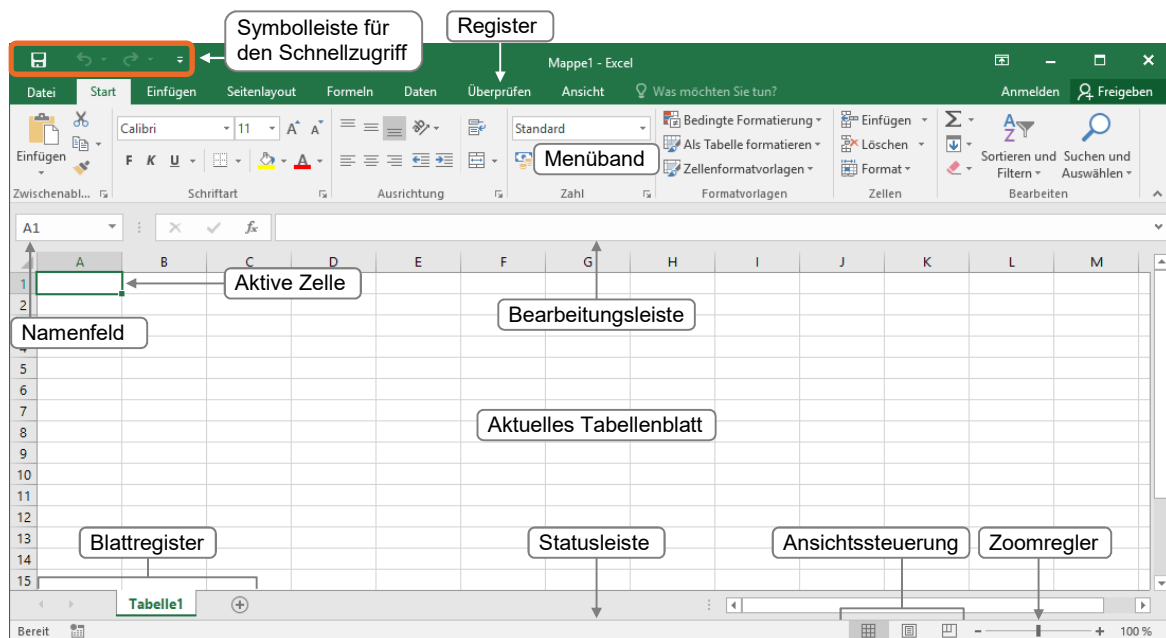 Symbolleiste für
den Schnellzugriff
Register
Mappe1 - Excel
Datei Start Einfügen Seitenlayout Formeln Daten Überprüfen Ansicht Was möchten Sie tun? Anmelden Freigeben
Einfügen
Calibri 11
F K U
A A
Standard
Menüband
Bedingte Formatierung
Als Tabelle formatieren
Zellenformatvorlagen
Einfügen
Löschen
Format
Sortieren und
Filtern
Suchen und
Auswählen
Zwischenabl... Schriftart Ausrichtung Zahl Formatvorlagen Zellen Bearbeiten
A1 fx
A B C D E F G H I J K L M
1
Aktive Zelle
2
Bearbeitungsleiste
Namenfeld
5
6
7
Aktuelles Tabellenblatt
8
9
10
11
12
13
Blattregister Statusleiste Ansichtssteuerung Zoomregler
14
15
Tabelle1
Bereit 100 %